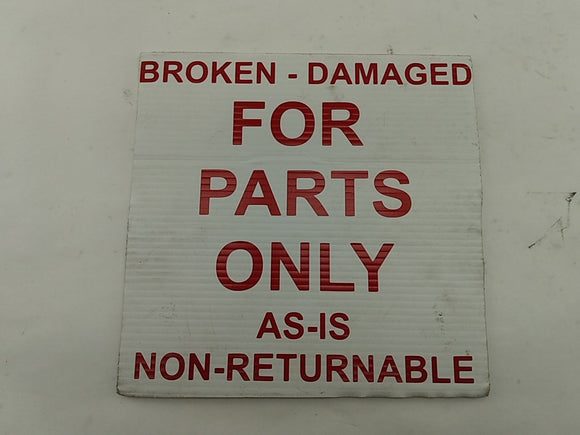 BROKEN - DAMAGED
FOR
PARTS
ONLY
AS-IS
NON-RETURNABLE